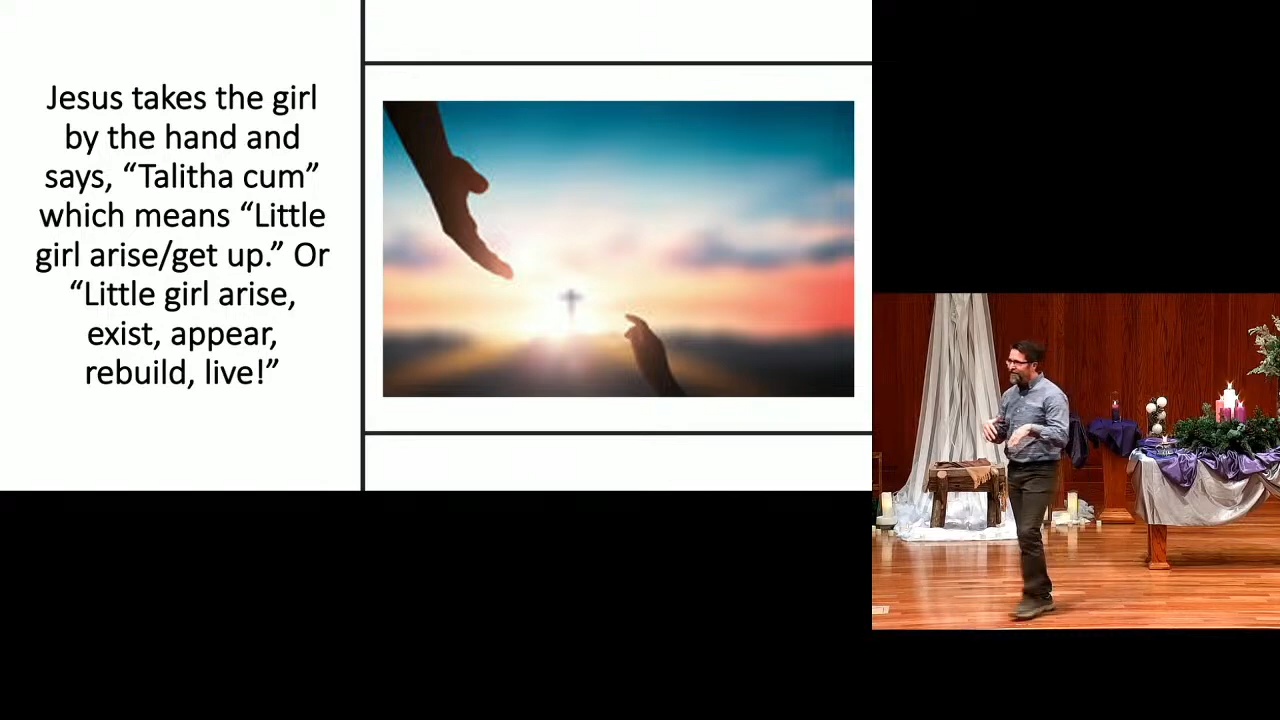 Jesus takes the girl
by the hand and
says, “Talitha cum”
which means “Little
girl arise/get up.” Or
“Little girl arise,
exist, appear,
rebuild, live!”